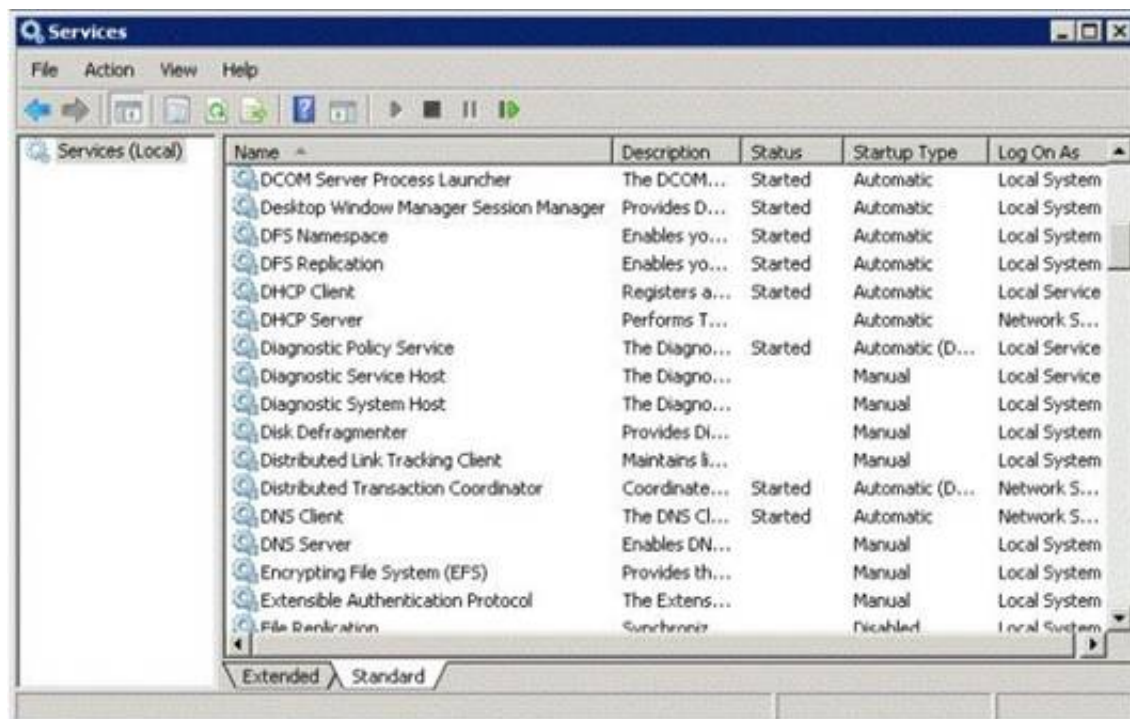 Services
File Action View Help
Services (Local)
Name Description Status Startup Type Log On As
DCOM Server Process Launcher The DCOM... Started Automatic Local System
Desktop Window Manager Session Manager Provides D... Started Automatic Local System
DFS Namespace Enables yo... Started Automatic Local System
DFS Replication Enables yo... Started Automatic Local System
DHCP Client Registers a... Started Automatic Local Service
DHCP Server Performs T... Automatic Network S...
Diagnostic Policy Service The Diagno... Started Automatic (D... Local Service
Diagnostic Service Host The Diagno... Manual Local Service
Diagnostic System Host The Diagno... Manual Local System
Disk Defragmenter Provides Di... Manual Local System
Distributed Link Tracking Client Maintains li... Manual Local System
Distributed Transaction Coordinator Coordinate... Started Automatic (D... Network S...
DNS Client The DNS Cl... Started Automatic Network S...
DNS Server Enables DN... Manual Local System
Encrypting File System (EFS) Provides th... Manual Local System
Extensible Authentication Protocol The Extens... Manual Local System
File Replication Synchroniz Disabled Local System
Extended Standard